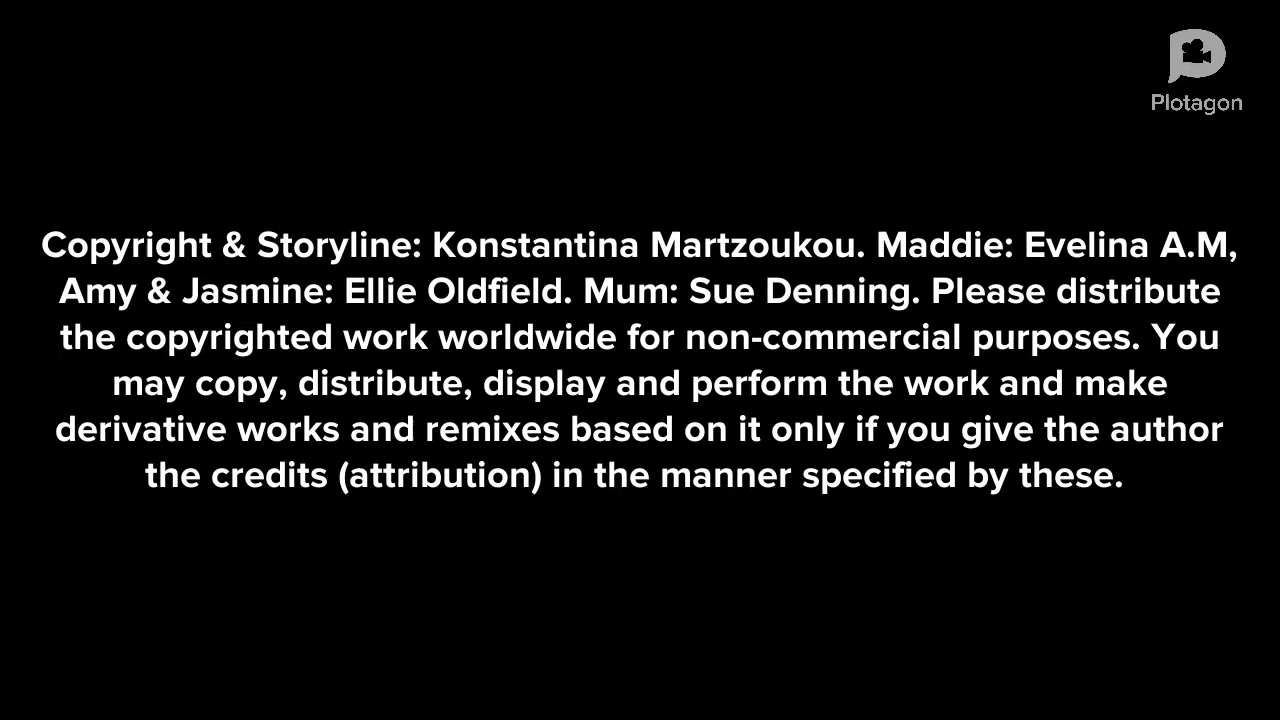 Plotagon
Copyright & Storyline: Konstantina Martzoukou. Maddie: Evelina A.M,
Amy & Jasmine: Ellie Oldfield. Mum: Sue Denning. Please distribute
the copyrighted work worldwide for non-commercial purposes. You
may copy, distribute, display and perform the work and make
derivative works and remixes based on it only if you give the author
the credits (attribution) in the manner specified by these.